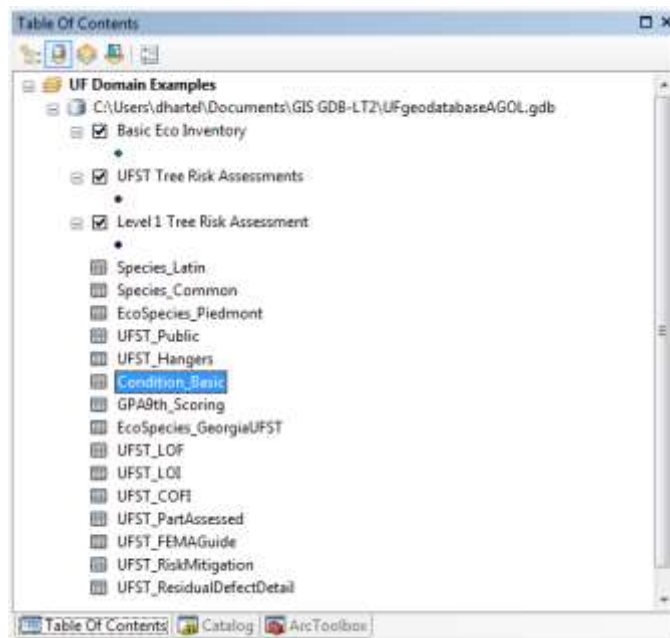 Table Of Contents
UF Domain Examples
C:\Users\dhartel\Documents\GIS GDB-LT2\UFgeodatabaseAGOL.gdb
Basic Eco Inventory
UFST Tree Risk Assessments
Level 1 Tree Risk Assessment
Species_Latin
Species_Common
EcoSpecies_Piedmont
UFST_Public
UFST_Hangers
Condition_Basic
GPA9th_Scoring
EcoSpecies_GeorgiaUFST
UFST_LOF
UFST_LOI
UFST_COFI
UFST_PartAssessed
UFST_FEMAGuide
UFST_RiskMitigation
UFST_ResidualDefectDetail
Table Of Contents Catalog ArcToolbox